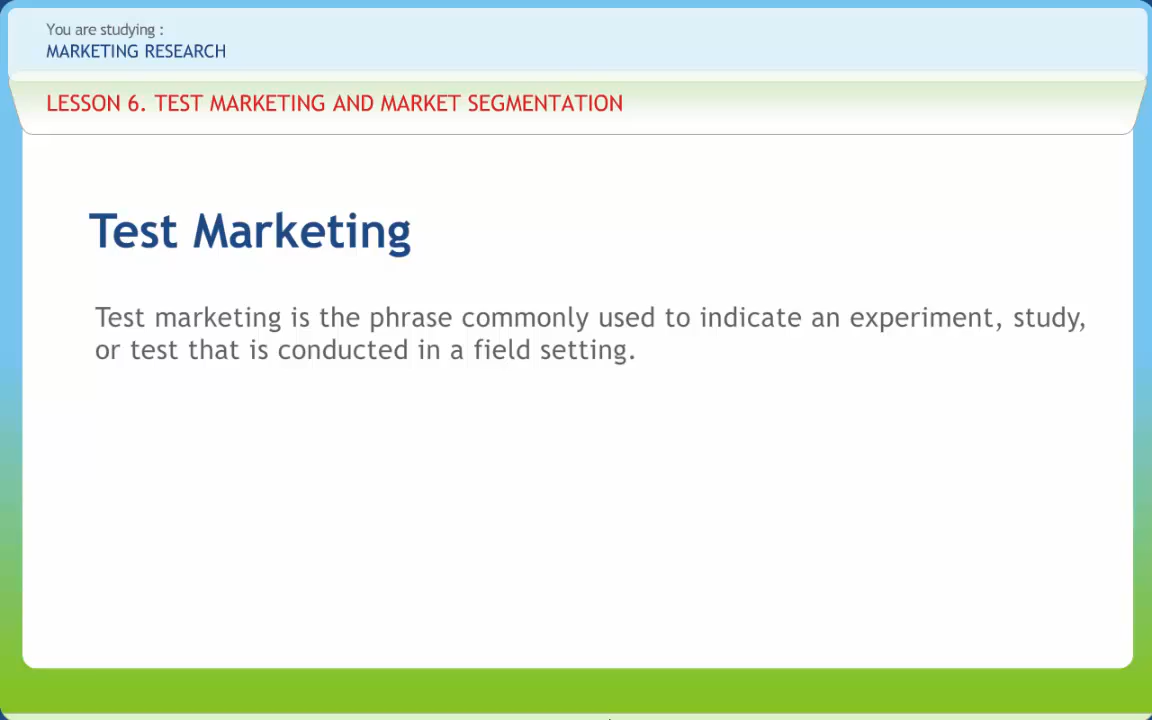 You are studying :
MARKETING RESEARCH
LESSON 6. TEST MARKETING AND MARKET SEGMENTATION
Test Marketing
Test marketing is the phrase commonly used to indicate an experiment, study,
or test that is conducted in a field setting.